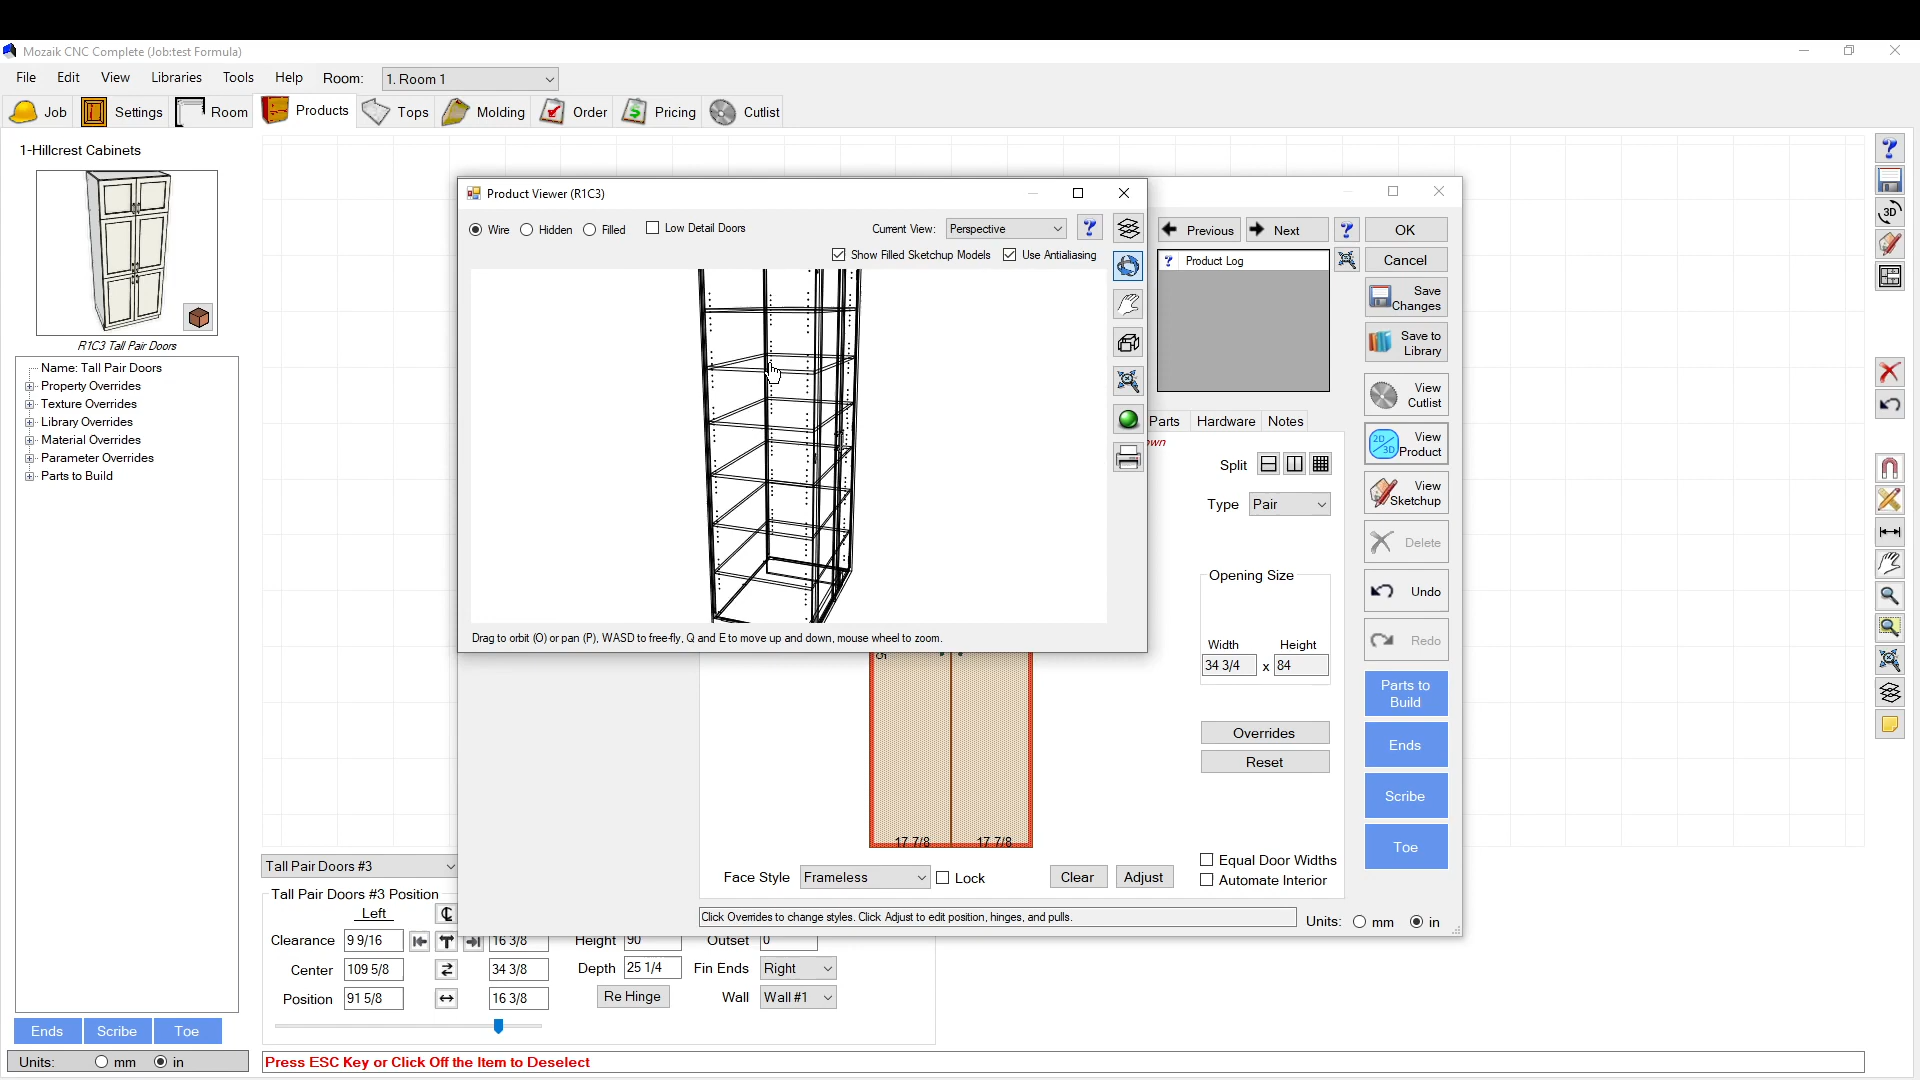 Mozaik CNC Complete (Job:test Formula)
File Edit View Libraries Tools Help Room: 1. Room 1
Job Settings Room Products Tops Molding Order Pricing Cutlist
1-Hillcrest Cabinets
R1C3 Tall Pair Doors
Name: Tall Pair Doors
Property Overrides
Texture Overrides
Library Overrides
Material Overrides
Parameter Overrides
Parts to Build
Ends Scribe Toe
Units: mm in
Product Viewer (R1C3)
Wire Hidden Filled Low Detail Doors Current View: Perspective ?
Show Filled Sketchup Models Use Antialiasing
Drag to orbit (O) or pan (P), WASD to free-fly, Q and E to move up and down, mouse wheel to zoom.
Previous Next ? OK
? Product Log
Cancel
Save Changes
Save to Library
View Cutlist
2D/3D View Product
View Sketchup
Delete
Undo
Redo
Parts to Build
Ends
Scribe
Toe
Parts Hardware Notes
own
Split
Type Pair
Opening Size
Width Height
34 3/4 x 84
Overrides
Reset
17 7/8 17 7/8
Equal Door Widths
Automate Interior
Face Style Frameless Lock Clear Adjust
Click Overrides to change styles. Click Adjust to edit position, hinges, and pulls.
Units: mm in
Tall Pair Doors #3
Tall Pair Doors #3 Position
Left
Clearance 9 9/16 16 3/8 Height 90 Outset 0
Center 109 5/8 34 3/8 Depth 25 1/4 Fin Ends Right
Position 91 5/8 16 3/8 Re Hinge Wall Wall #1
Press ESC Key or Click Off the Item to Deselect
?
3D